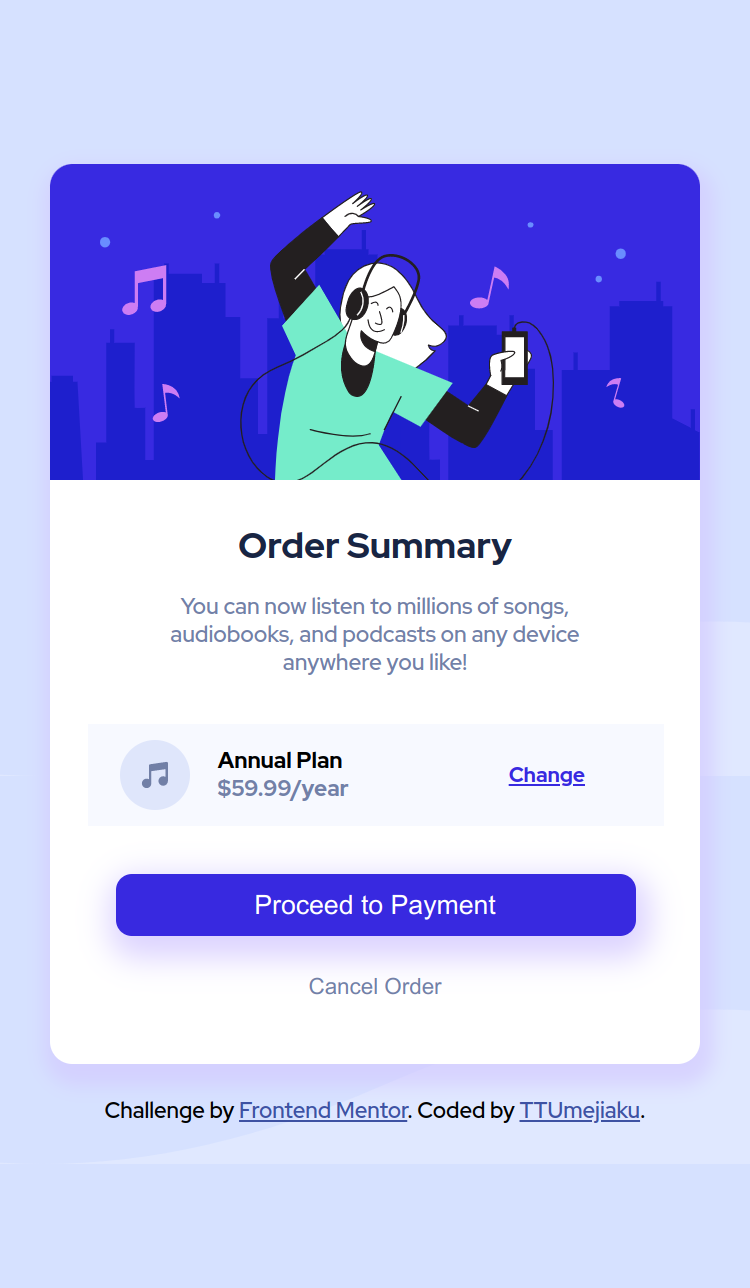 Order Summary
You can now listen to millions of songs,
audiobooks, and podcasts on any device
anywhere you like!
Annual Plan
$59.99/year
Change
Proceed to Payment
Cancel Order
Challenge by Frontend Mentor. Coded by TTUmejiaku.